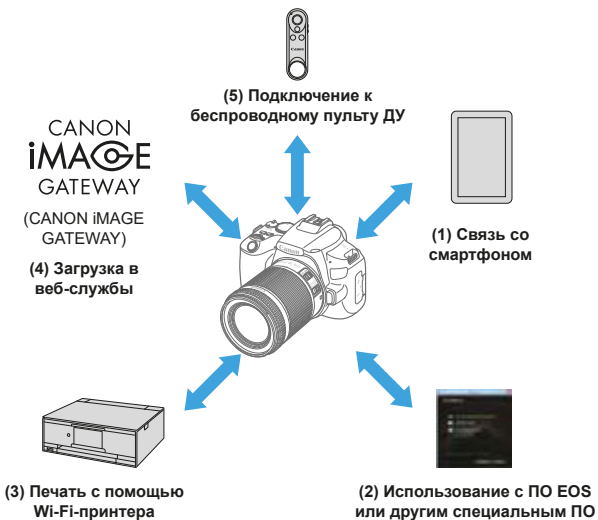 (5) Подключение к
беспроводному пульту ДУ
CANON
iMAGE
GATEWAY
(CANON iMAGE
GATEWAY)
(4) Загрузка в
веб-службы
(1) Связь со
смартфоном
Canon
(3) Печать с помощью
Wi-Fi-принтера
(2) Использование с ПО EOS
или другим специальным ПО